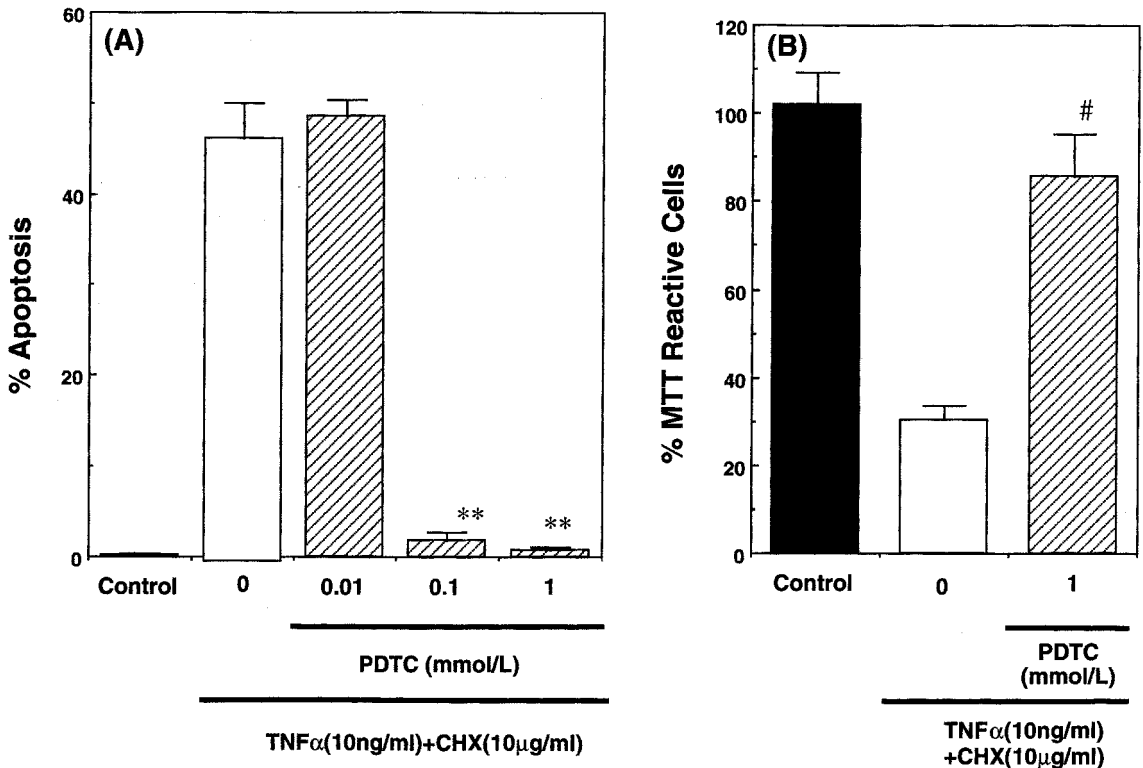 (A)
60
40
20
0
% Apoptosis
**
**
Control 0 0.01 0.1 1
PDTC (mmol/L)
TNFα(10ng/ml)+CHX(10μg/ml)
(B)
120
100
80
60
40
20
0
% MTT Reactive Cells
#
Control 0 1
PDTC
(mmol/L)
TNFα(10ng/ml)
+CHX(10μg/ml)